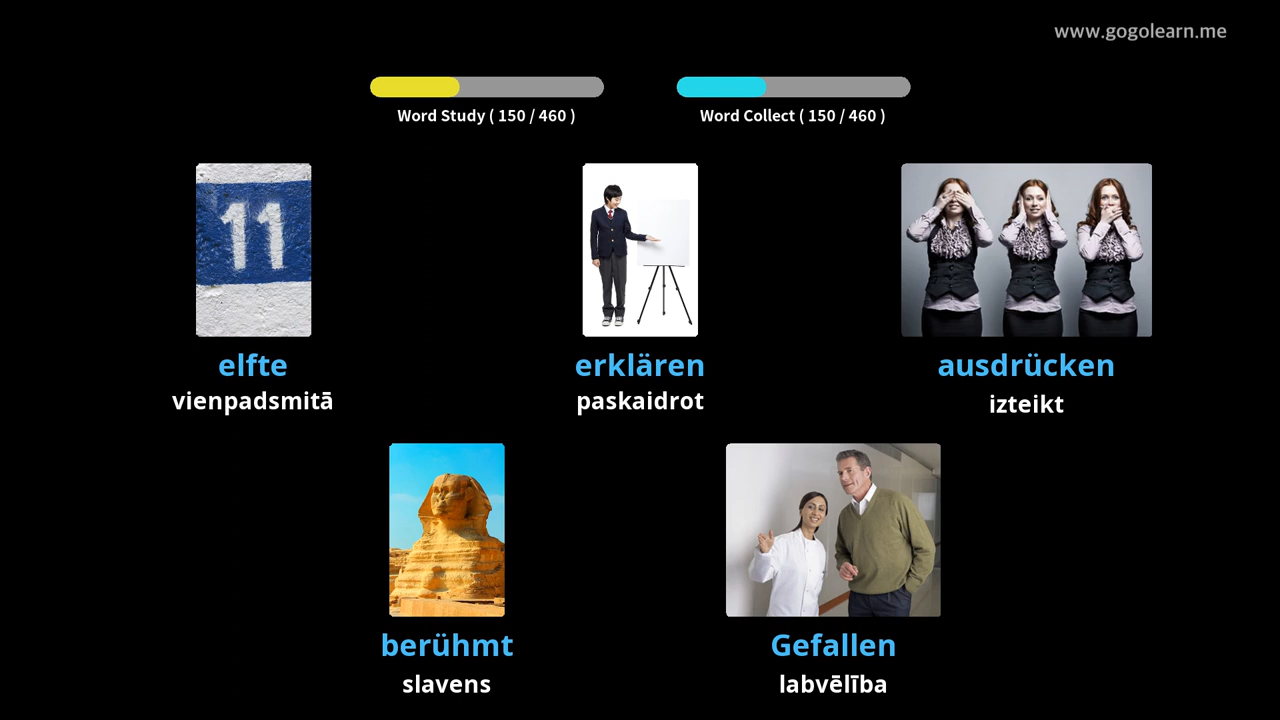 www.gogolearn.me
Word Study ( 150 / 460 )
Word Collect ( 150 / 460 )
11
elfte
vienpadsmitā
erklären
paskaidrot
ausdrücken
izteikt
berühmt
slavens
Gefallen
labvēlība